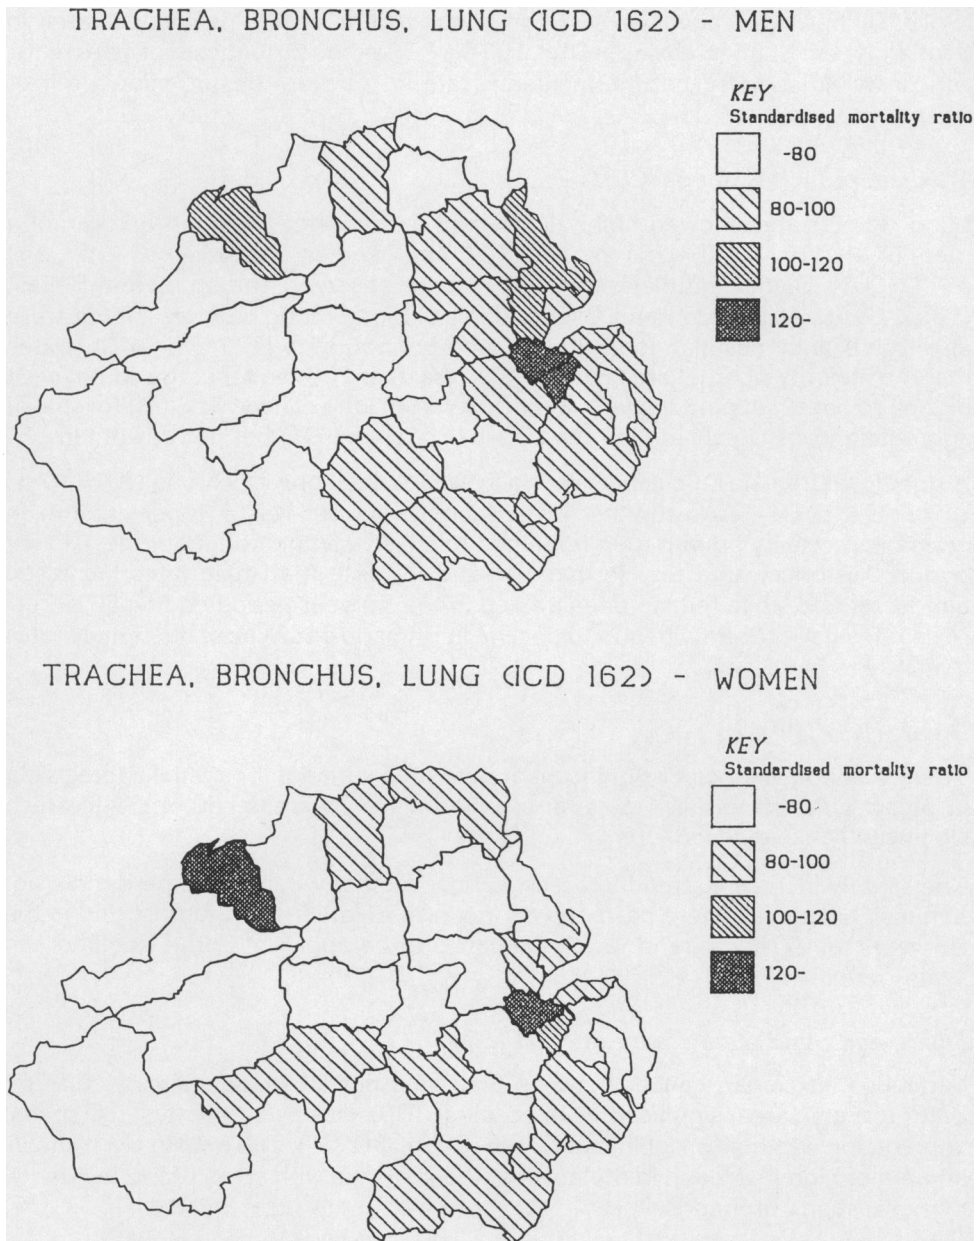 TRACHEA, BRONCHUS, LUNG (ICD 162) - MEN
KEY
Standardised mortality ratio
-80
80-100
100-120
120-
TRACHEA, BRONCHUS, LUNG (ICD 162) - WOMEN
KEY
Standardised mortality ratio
-80
80-100
100-120
120-